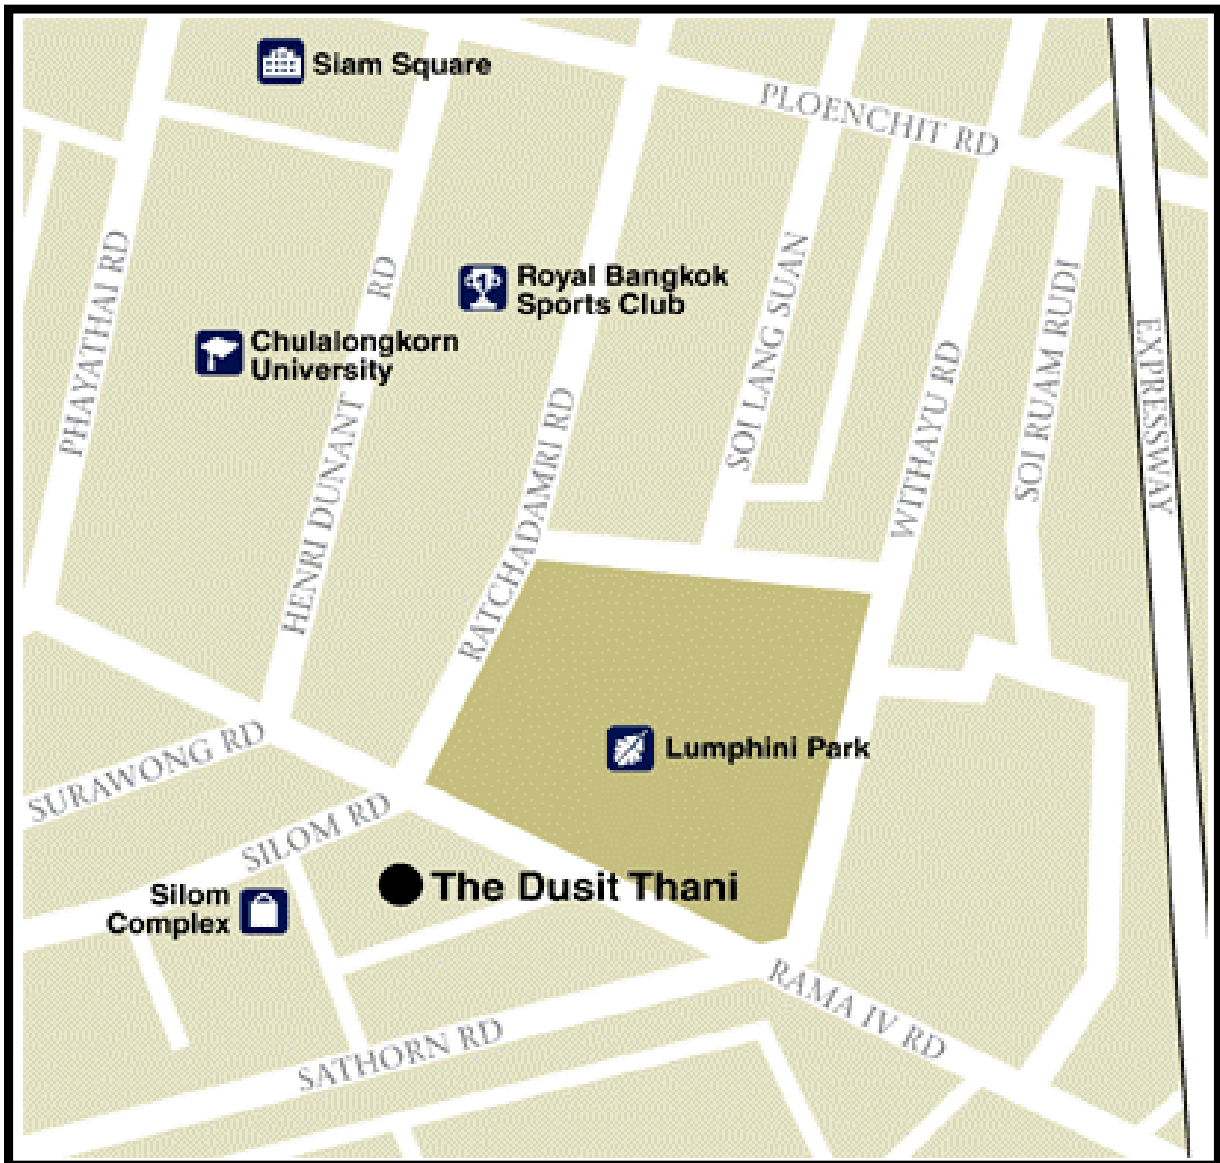 Siam Square
PLOENCHIT RD
Royal Bangkok
Sports Club
Chulalongkorn
University
PHAYATHAI RD
HENRI DUNANT RD
RATCHADAMRI RD
SOI LANG SUAN
WITHAYU RD
SOI RUAM RUDI
EXPRESSWAY
Lumphini Park
SURAWONG RD
SILOM RD
The Dusit Thani
Silom
Complex
RAMA IV RD
SATHORN RD